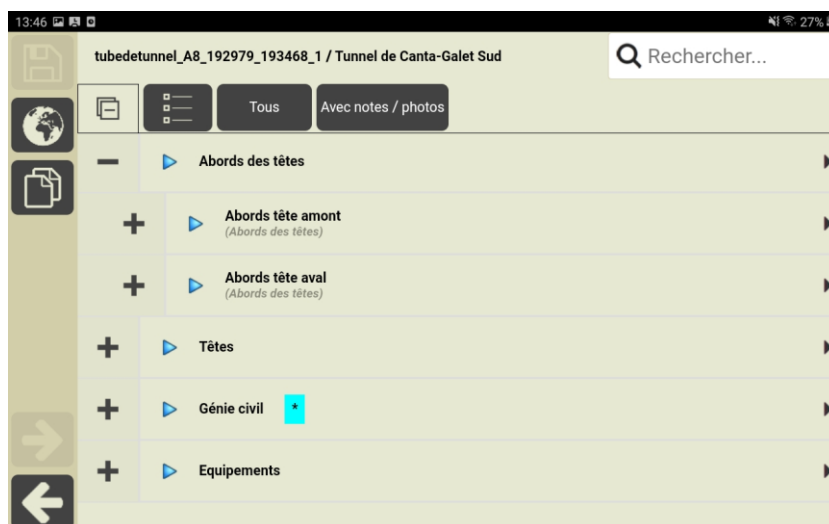 13:46
27%
tubedetunnel_A8_192979_193468_1 / Tunnel de Canta-Galet Sud
Rechercher...
Tous
Avec notes / photos
Abords des têtes
Abords tête amont
(Abords des têtes)
Abords tête aval
(Abords des têtes)
Têtes
Génie civil *
Equipements